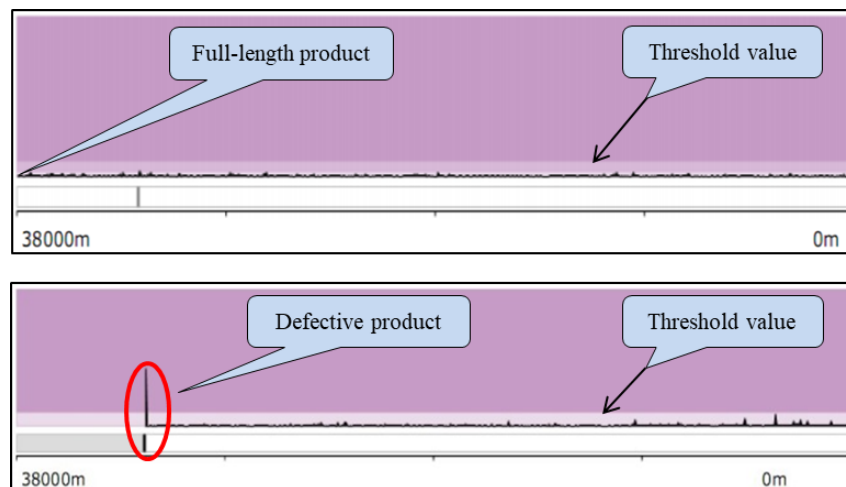 Full-length product
Threshold value
38000m
0m
Defective product
Threshold value
38000m
0m